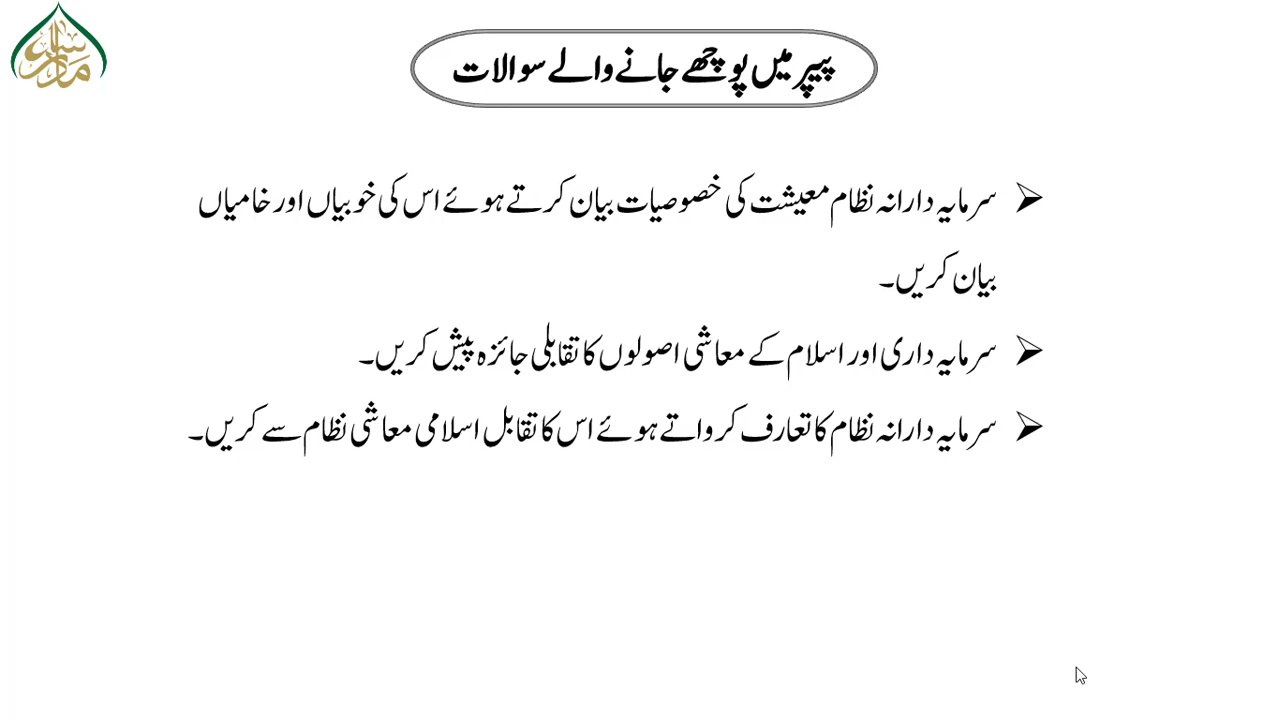 پیپر میں پوچھے جانے والے سوالات
سرمایہ دارانہ نظام معیشت کی خصوصیات بیان کرتے ہوئے اس کی خوبیاں اور خامیاں
بیان کریں۔
سرمایہ داری اور اسلام کے معاشی اصولوں کا تقابلی جائزہ پیش کریں۔
سرمایہ دارانہ نظام کا تعارف کرواتے ہوئے اس کا تقابل اسلامی معاشی نظام سے کریں۔